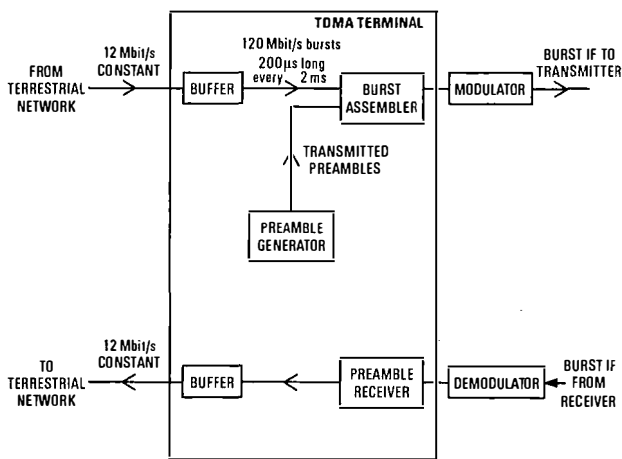 TDMA TERMINAL
12 Mbit/s
CONSTANT
FROM
TERRESTRIAL
NETWORK
BUFFER
120 Mbit/s bursts
200µs long
every 2 ms
BURST
ASSEMBLER
MODULATOR
BURST IF TO
TRANSMITTER
TRANSMITTED
PREAMBLES
PREAMBLE
GENERATOR
12 Mbit/s
CONSTANT
TO
TERRESTRIAL
NETWORK
BUFFER
PREAMBLE
RECEIVER
DEMODULATOR
BURST IF
FROM
RECEIVER